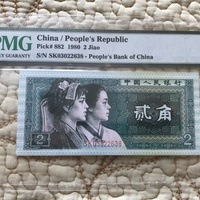 PMG
China / People's Republic
Pick# 882 1980 2 Jiao
S/N SK03022638 - People's Bank of China
中国人民银行
贰角
2
2
SK03022638